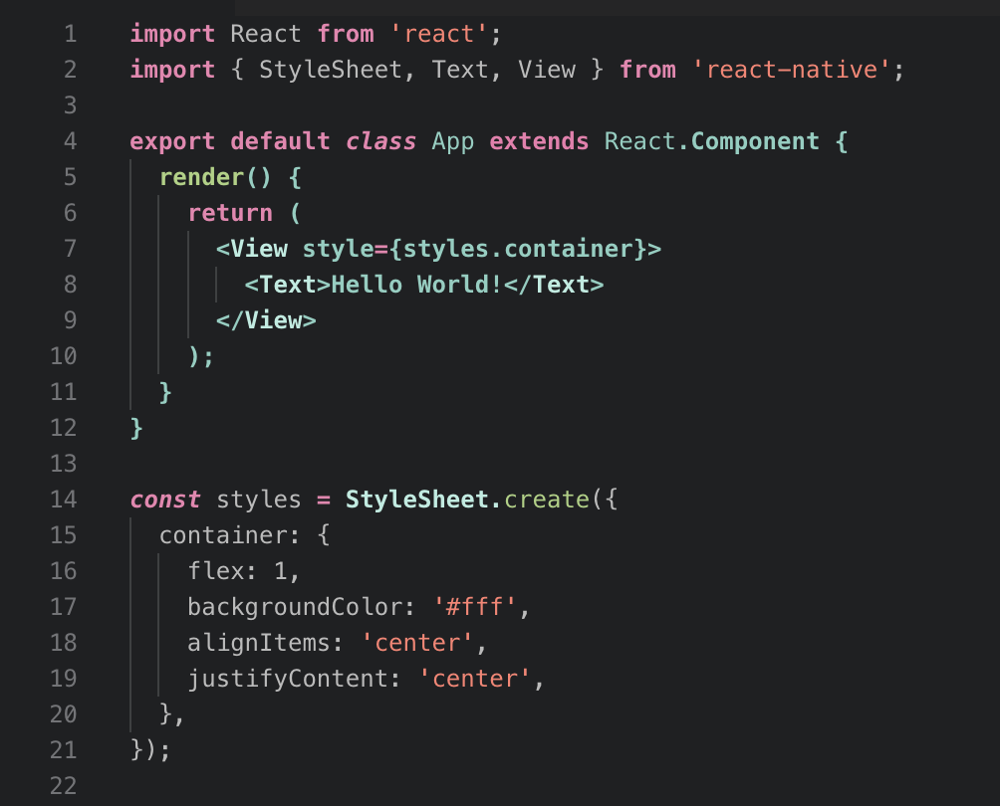 1 import React from 'react';
2 import { StyleSheet, Text, View } from 'react-native';
3
4 export default class App extends React.Component {
5   render() {
6     return (
7       <View style={styles.container}>
8         <Text>Hello World!</Text>
9       </View>
10     );
11   }
12 }
13
14 const styles = StyleSheet.create({
15   container: {
16     flex: 1,
17     backgroundColor: '#fff',
18     alignItems: 'center',
19     justifyContent: 'center',
20   },
21 });
22